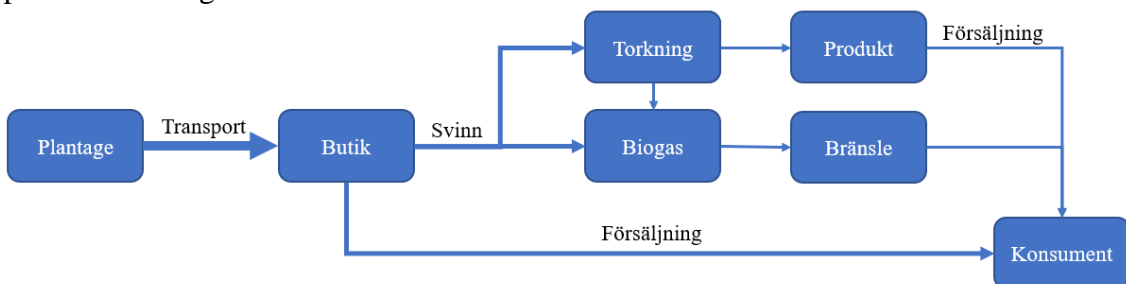 Försäljning
Torkning
Produkt
Transport
Svinn
Plantage
Butik
Biogas
Bränsle
Försäljning
Konsument